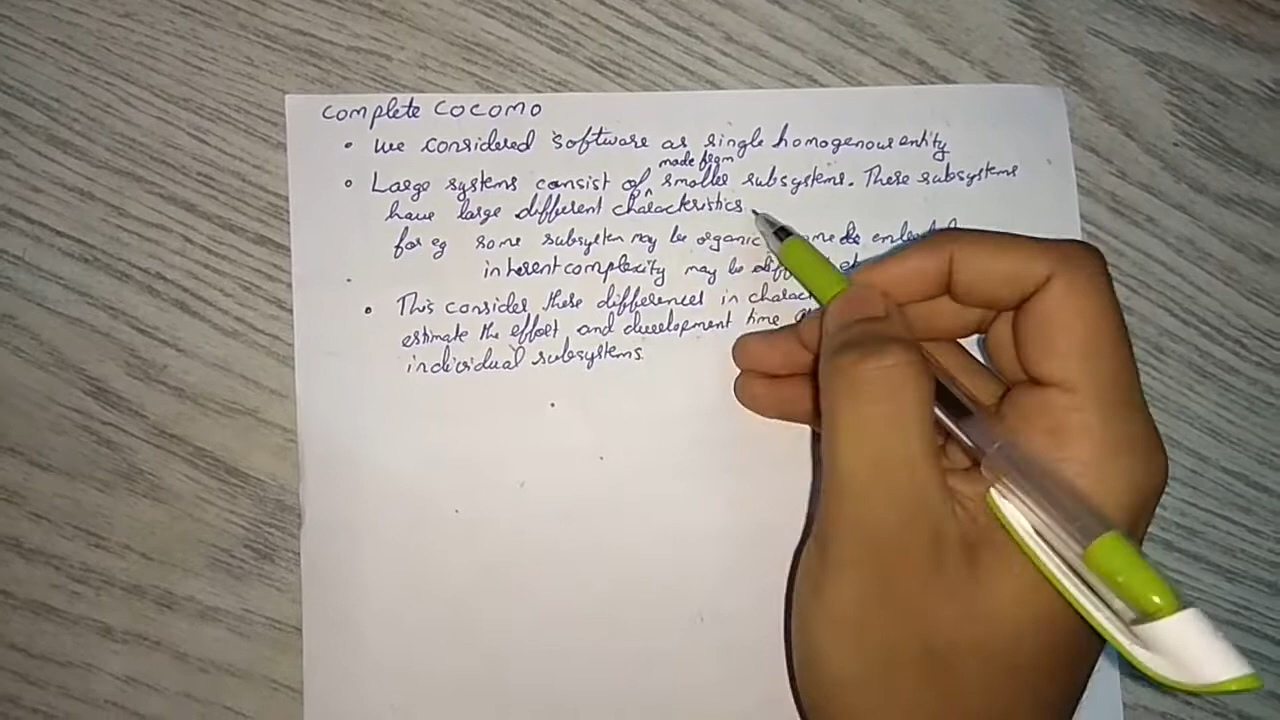 Complete COCOMO
• we considered software as single homogenous entity
made from
• Large systems consist of smaller subsystems. These subsystems
have large different characteristics
for eg some subsystem may be organic, some
inherent complexity may be
• This consider these differences in
estimate the effort and development time
individual subsystems.